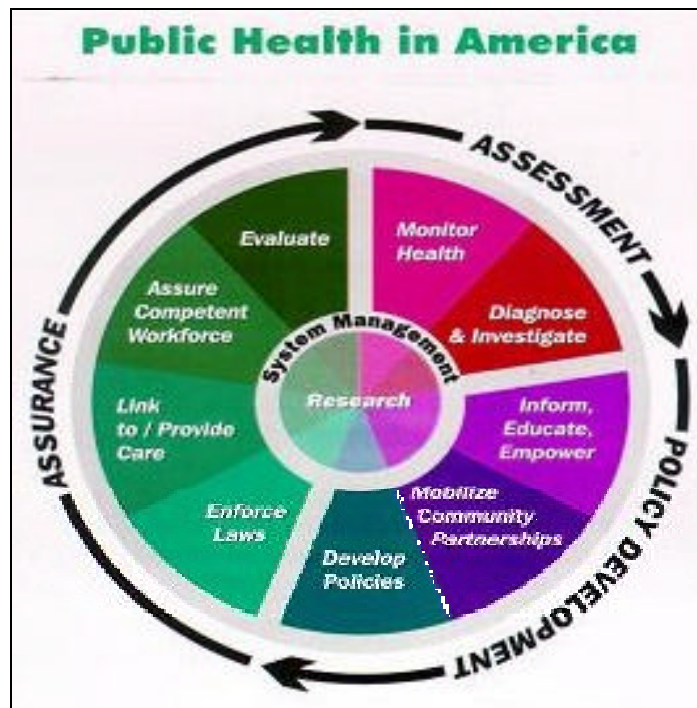 Public Health in America
ASSESSMENT
POLICY DEVELOPMENT
ASSURANCE
Monitor
Health
Diagnose
& Investigate
Inform,
Educate,
Empower
Mobilize
Community
Partnerships
Develop
Policies
Enforce
Laws
Link
to / Provide
Care
Assure
Competent
Workforce
Evaluate
System Management
Research